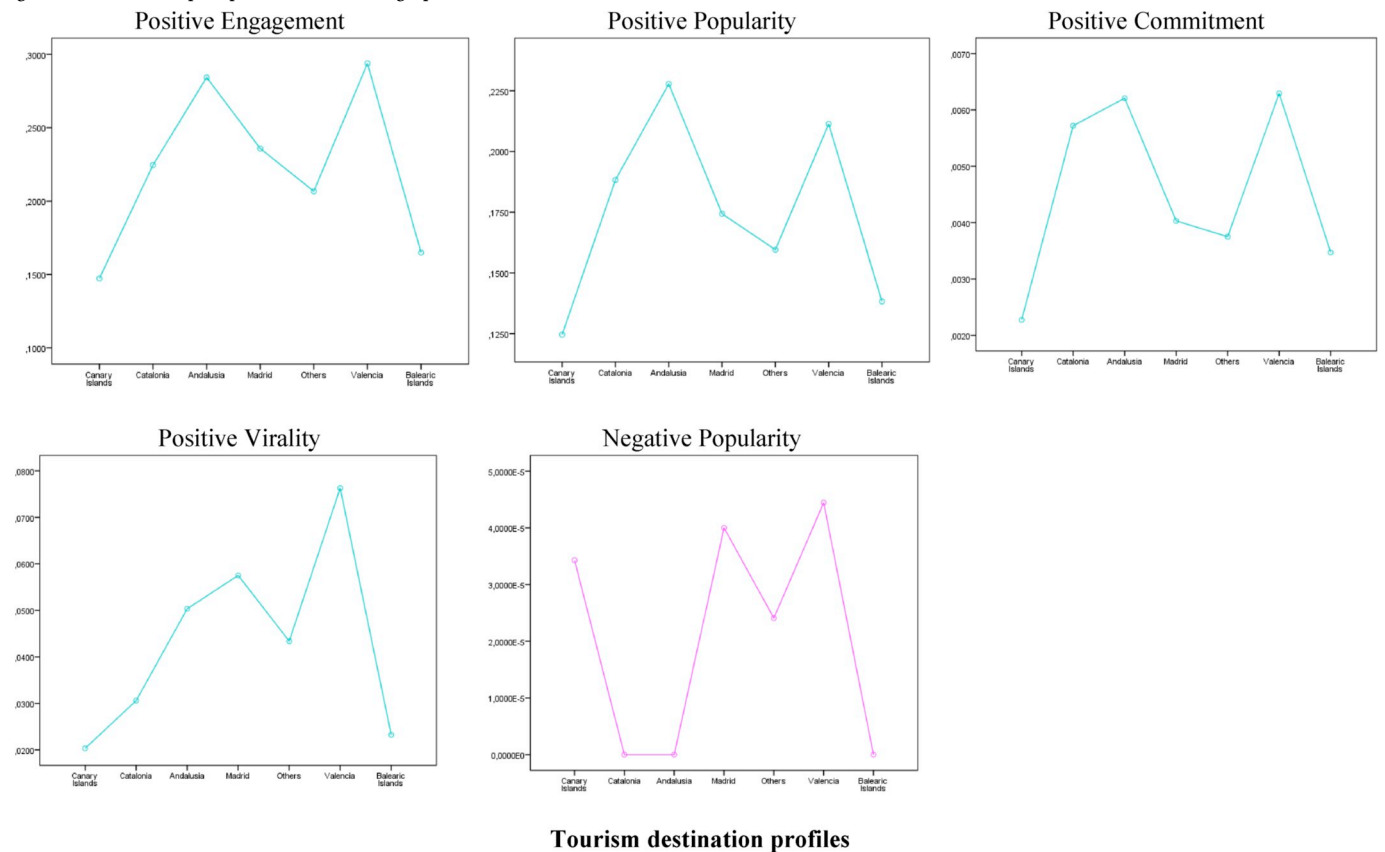 Positive Engagement
,3000
,2500
,2000
,1500
,1000
Canary Islands
Catalonia
Andalusia
Madrid
Others
Valencia
Balearic Islands
Positive Popularity
,2250
,2000
,1750
,1500
,1250
Canary Islands
Catalonia
Andalusia
Madrid
Others
Valencia
Balearic Islands
Positive Commitment
,0070
,0060
,0050
,0040
,0030
,0020
Canary Islands
Catalonia
Andalusia
Madrid
Others
Valencia
Balearic Islands
Positive Virality
,0800
,0700
,0600
,0500
,0400
,0300
,0200
Canary Islands
Catalonia
Andalusia
Madrid
Others
Valencia
Balearic Islands
Negative Popularity
5,0000E-5
4,0000E-5
3,0000E-5
2,0000E-5
1,0000E-5
0,0000E0
Canary Islands
Catalonia
Andalusia
Madrid
Others
Valencia
Balearic Islands
Tourism destination profiles